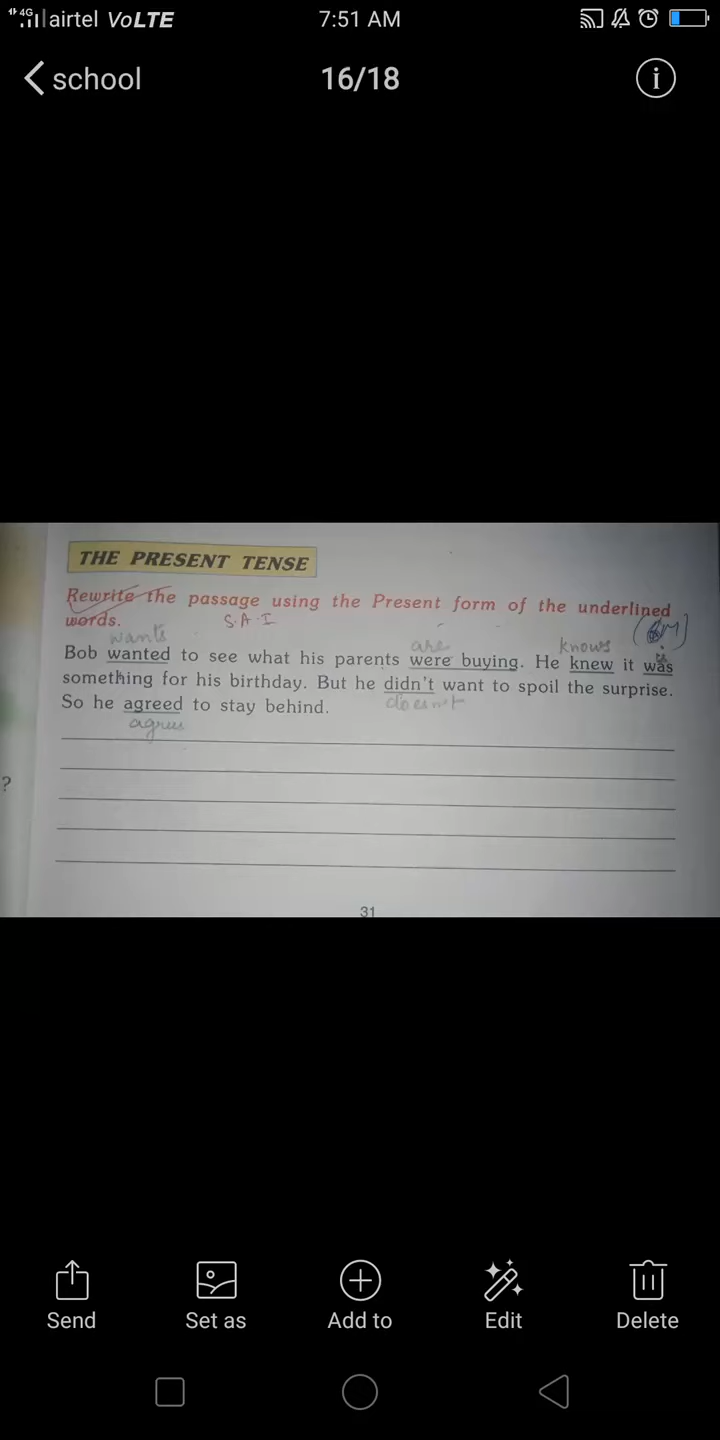 4G airtel VoLTE 7:51 AM
school 16/18 i
THE PRESENT TENSE
Rewrite the passage using the Present form of the underlined
words. S.A.I
wants are knows is
Bob wanted to see what his parents were buying. He knew it was
something for his birthday. But he didn't want to spoil the surprise.
So he agreed to stay behind. doesn't
agrees
?
31
Send Set as Add to Edit Delete